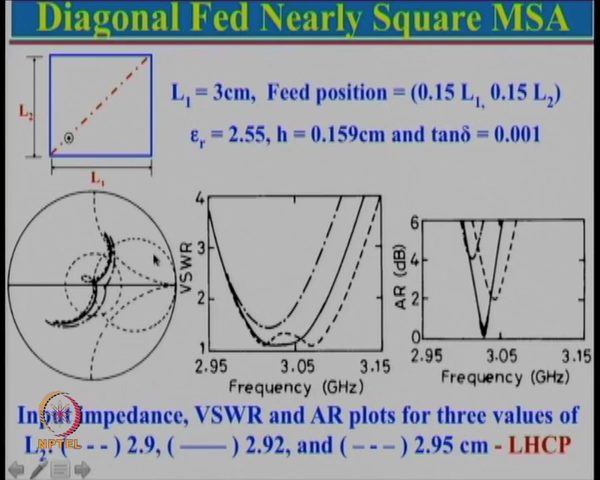 Diagonal Fed Nearly Square MSA
L2
L1
L1 = 3cm, Feed position = (0.15 L1, 0.15 L2)
εr = 2.55, h = 0.159cm and tanδ = 0.001
VSWR
4
3
2
1
2.95 3.05 3.15
Frequency (GHz)
AR (dB)
6
4
2
0
2.95 3.05 3.15
Frequency (GHz)
Input Impedance, VSWR and AR plots for three values of
L2: ( - - ) 2.9, ( —— ) 2.92, and ( - - - ) 2.95 cm - LHCP
NPTEL